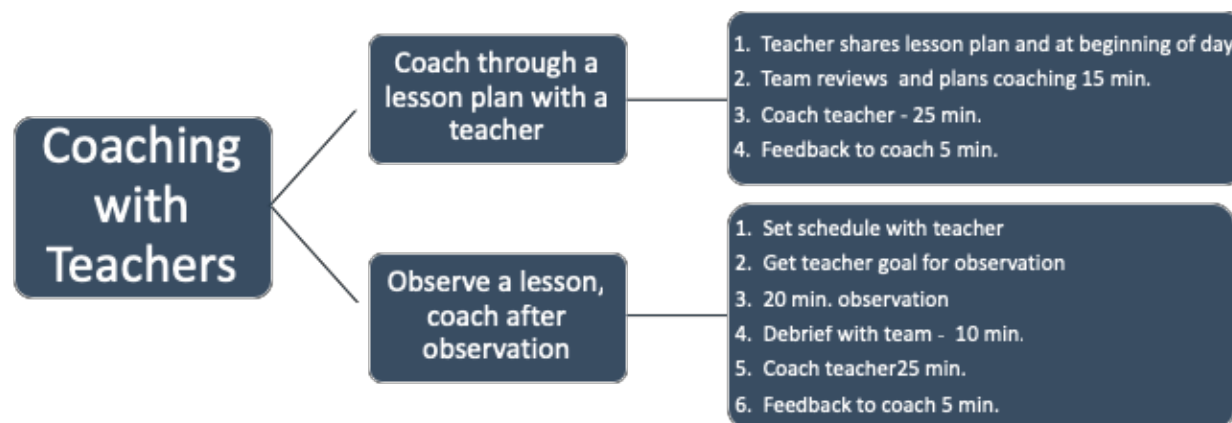 Coaching
with
Teachers
Coach through a
lesson plan with a
teacher
1. Teacher shares lesson plan and at beginning of day
2. Team reviews and plans coaching 15 min.
3. Coach teacher - 25 min.
4. Feedback to coach 5 min.
Observe a lesson,
coach after
observation
1. Set schedule with teacher
2. Get teacher goal for observation
3. 20 min. observation
4. Debrief with team - 10 min.
5. Coach teacher25 min.
6. Feedback to coach 5 min.